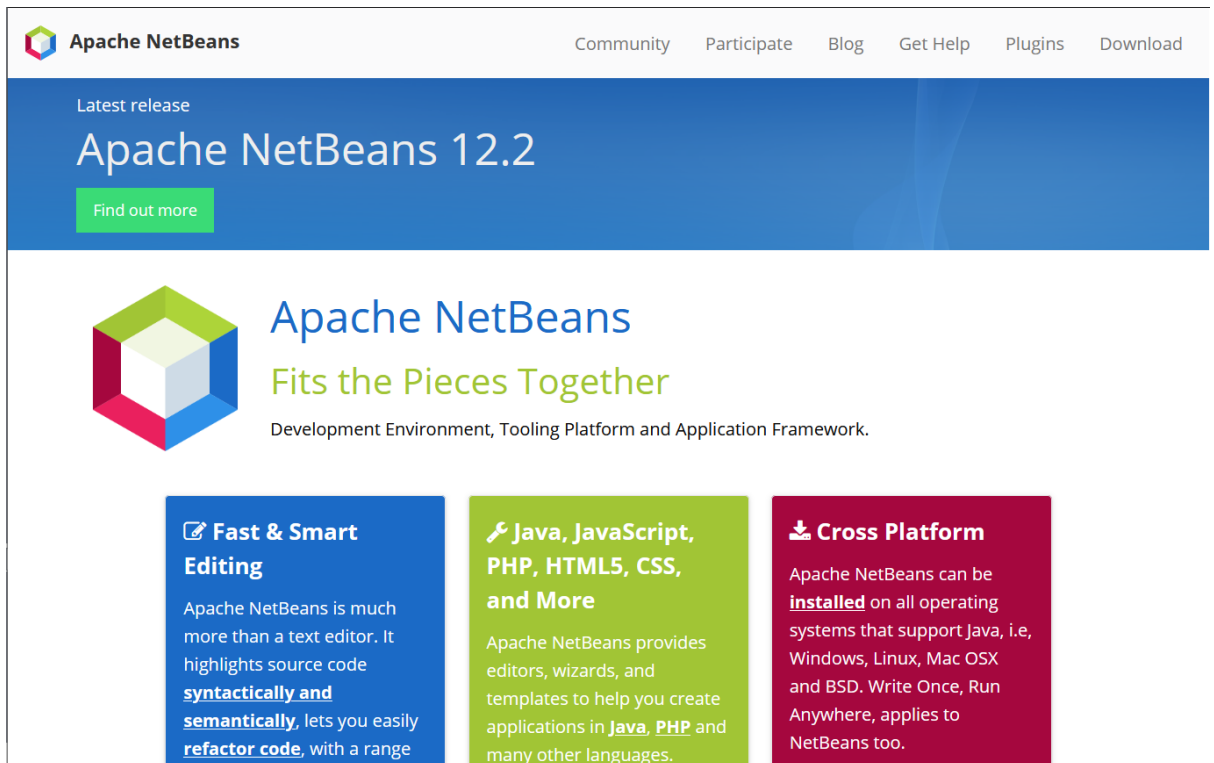 Apache NetBeans
Community Participate Blog Get Help Plugins Download
Latest release
Apache NetBeans 12.2
Find out more
Apache NetBeans
Fits the Pieces Together
Development Environment, Tooling Platform and Application Framework.
Fast & Smart
Editing
Apache NetBeans is much
more than a text editor. It
highlights source code
syntactically and
semantically, lets you easily
refactor code, with a range
Java, JavaScript,
PHP, HTML5, CSS,
and More
Apache NetBeans provides
editors, wizards, and
templates to help you create
applications in Java, PHP and
many other languages.
Cross Platform
Apache NetBeans can be
installed on all operating
systems that support Java, i.e,
Windows, Linux, Mac OSX
and BSD. Write Once, Run
Anywhere, applies to
NetBeans too.